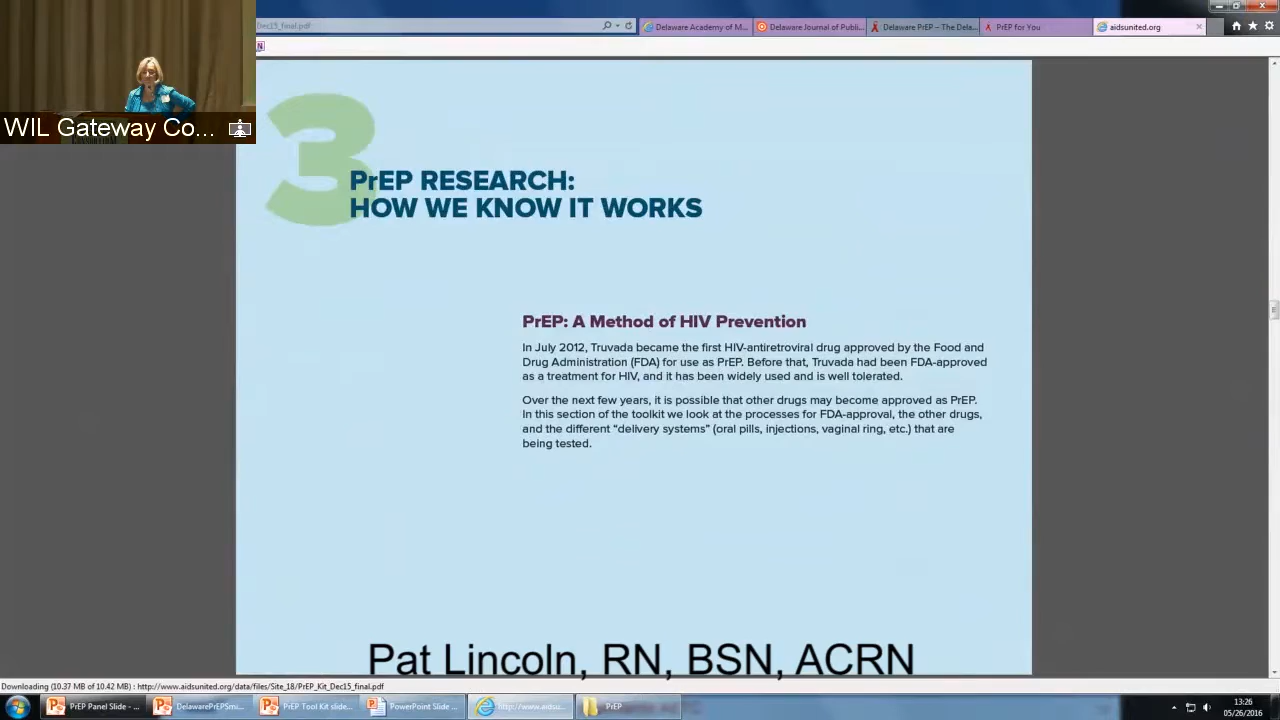 Dec15_final.pdf
Delaware Academy of M...
Delaware Journal of Publi...
Delaware PrEP – The Dela...
PrEP for You
aidsunited.org
WIL Gateway Co...
3
PrEP RESEARCH:
HOW WE KNOW IT WORKS
PrEP: A Method of HIV Prevention
In July 2012, Truvada became the first HIV-antiretroviral drug approved by the Food and
Drug Administration (FDA) for use as PrEP. Before that, Truvada had been FDA-approved
as a treatment for HIV, and it has been widely used and is well tolerated.
Over the next few years, it is possible that other drugs may become approved as PrEP.
In this section of the toolkit we look at the processes for FDA-approval, the other drugs,
and the different “delivery systems” (oral pills, injections, vaginal ring, etc.) that are
being tested.
Pat Lincoln, RN, BSN, ACRN
Downloading (10.37 MB of 10.42 MB) : http://www.aidsunited.org/data/files/Site_18/PrEP_Kit_Dec15_final.pdf
PrEP Panel Slide - ...
DelawarePrEPSmi...
PrEP Tool Kit slide...
PowerPoint Slide ...
http://www.aidsu...
PrEP
13:26
05/26/2016